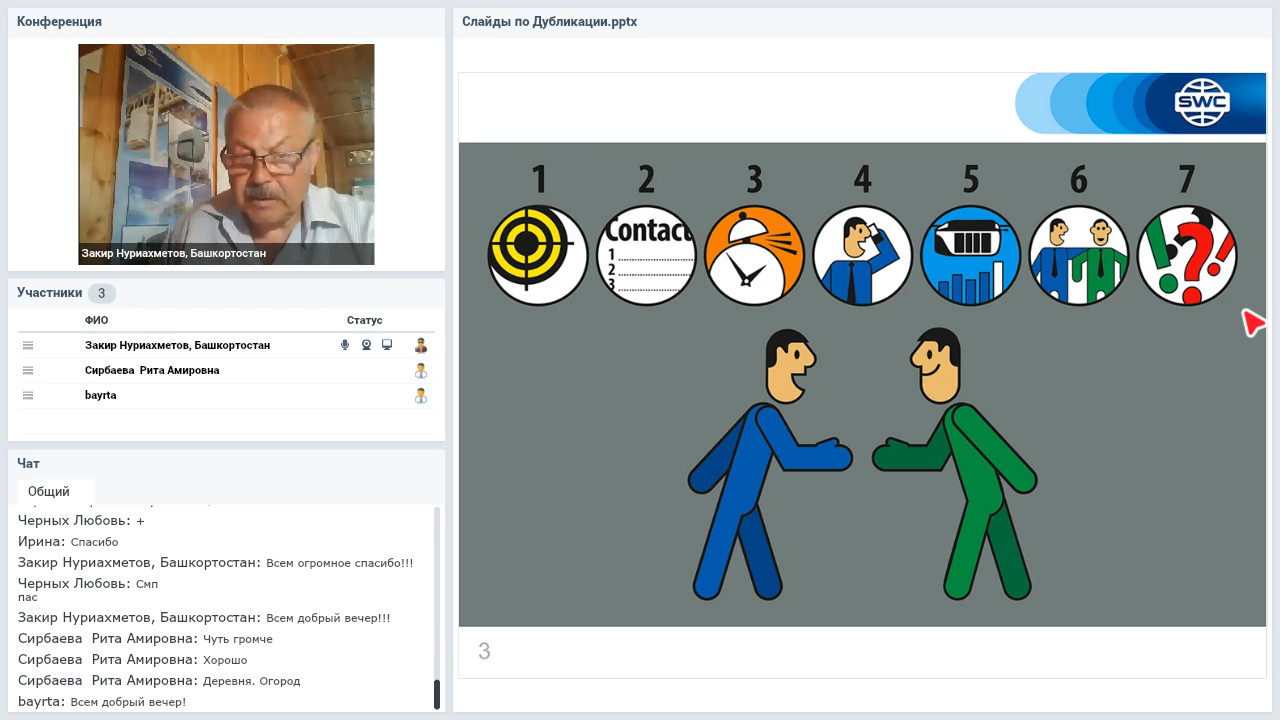 Конференция
Закир Нуриахметов, Башкортостан
Участники 3
ФИО Статус
Закир Нуриахметов, Башкортостан
Сирбаева Рита Амировна
bayrta
Чат
Общий
Черных Любовь: +
Ирина: Спасибо
Закир Нуриахметов, Башкортостан: Всем огромное спасибо!!!
Черных Любовь: Смп
пас
Закир Нуриахметов, Башкортостан: Всем добрый вечер!!!
Сирбаева Рита Амировна: Чуть громче
Сирбаева Рита Амировна: Хорошо
Сирбаева Рита Амировна: Деревня. Огород
bayrta: Всем добрый вечер!
Слайды по Дубликации.pptx
SWC
1 2 3 4 5 6 7
Contact
1
2
3
3